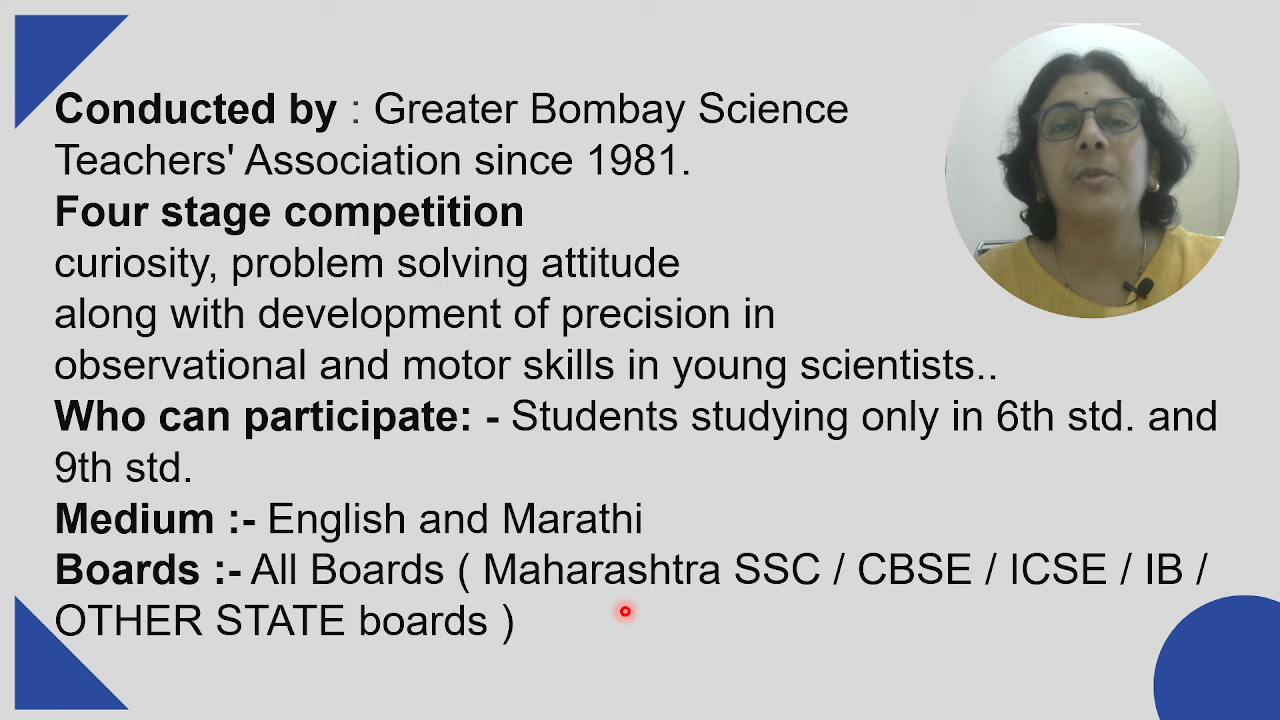 Conducted by : Greater Bombay Science
Teachers' Association since 1981.
Four stage competition
curiosity, problem solving attitude
along with development of precision in
observational and motor skills in young scientists..
Who can participate: - Students studying only in 6th std. and
9th std.
Medium :- English and Marathi
Boards :- All Boards ( Maharashtra SSC / CBSE / ICSE / IB /
OTHER STATE boards )